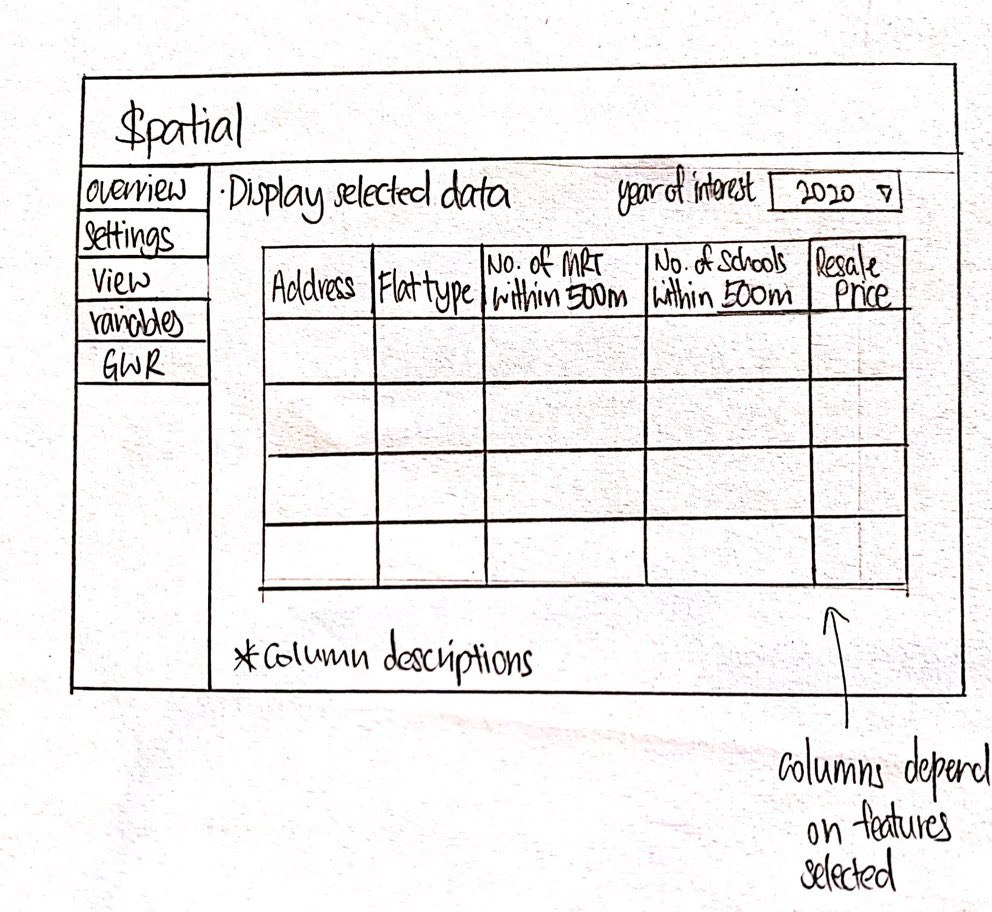 $patial
overview
Settings
View
variables
GWR
·Display selected data
year of interest
2020 ▽
Address
Flat type
No. of MRT
within 500m
No. of Schools
within 500m
Resale
Price
*Column descriptions
columns depend
on features
selected